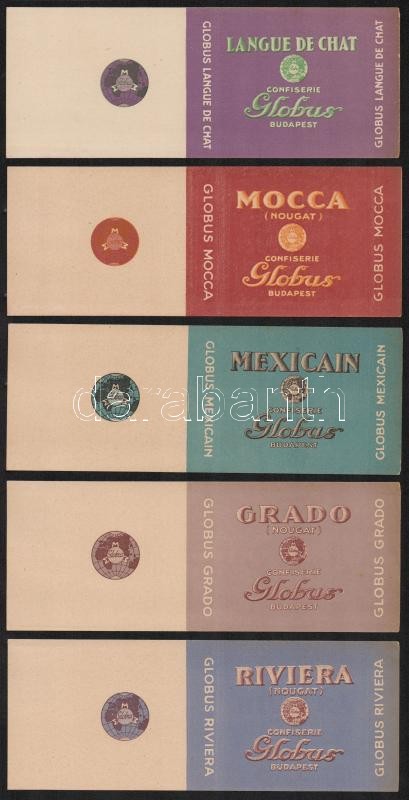 GLOBUS LANGUE DE CHAT
LANGUE DE CHAT
CONFISERIE
Globus
BUDAPEST
GLOBUS LANGUE DE CHAT
GLOBUS MOCCA
MOCCA
(NOUGAT)
CONFISERIE
Globus
BUDAPEST
GLOBUS MOCCA
GLOBUS MEXICAIN
MEXICAIN
CONFISERIE
Globus
BUDAPEST
GLOBUS MEXICAIN
darabanth
GLOBUS GRADO
GRADO
(NOUGAT)
CONFISERIE
Globus
BUDAPEST
GLOBUS GRADO
GLOBUS RIVIERA
RIVIERA
(NOUGAT)
CONFISERIE
Globus
BUDAPEST
GLOBUS RIVIERA